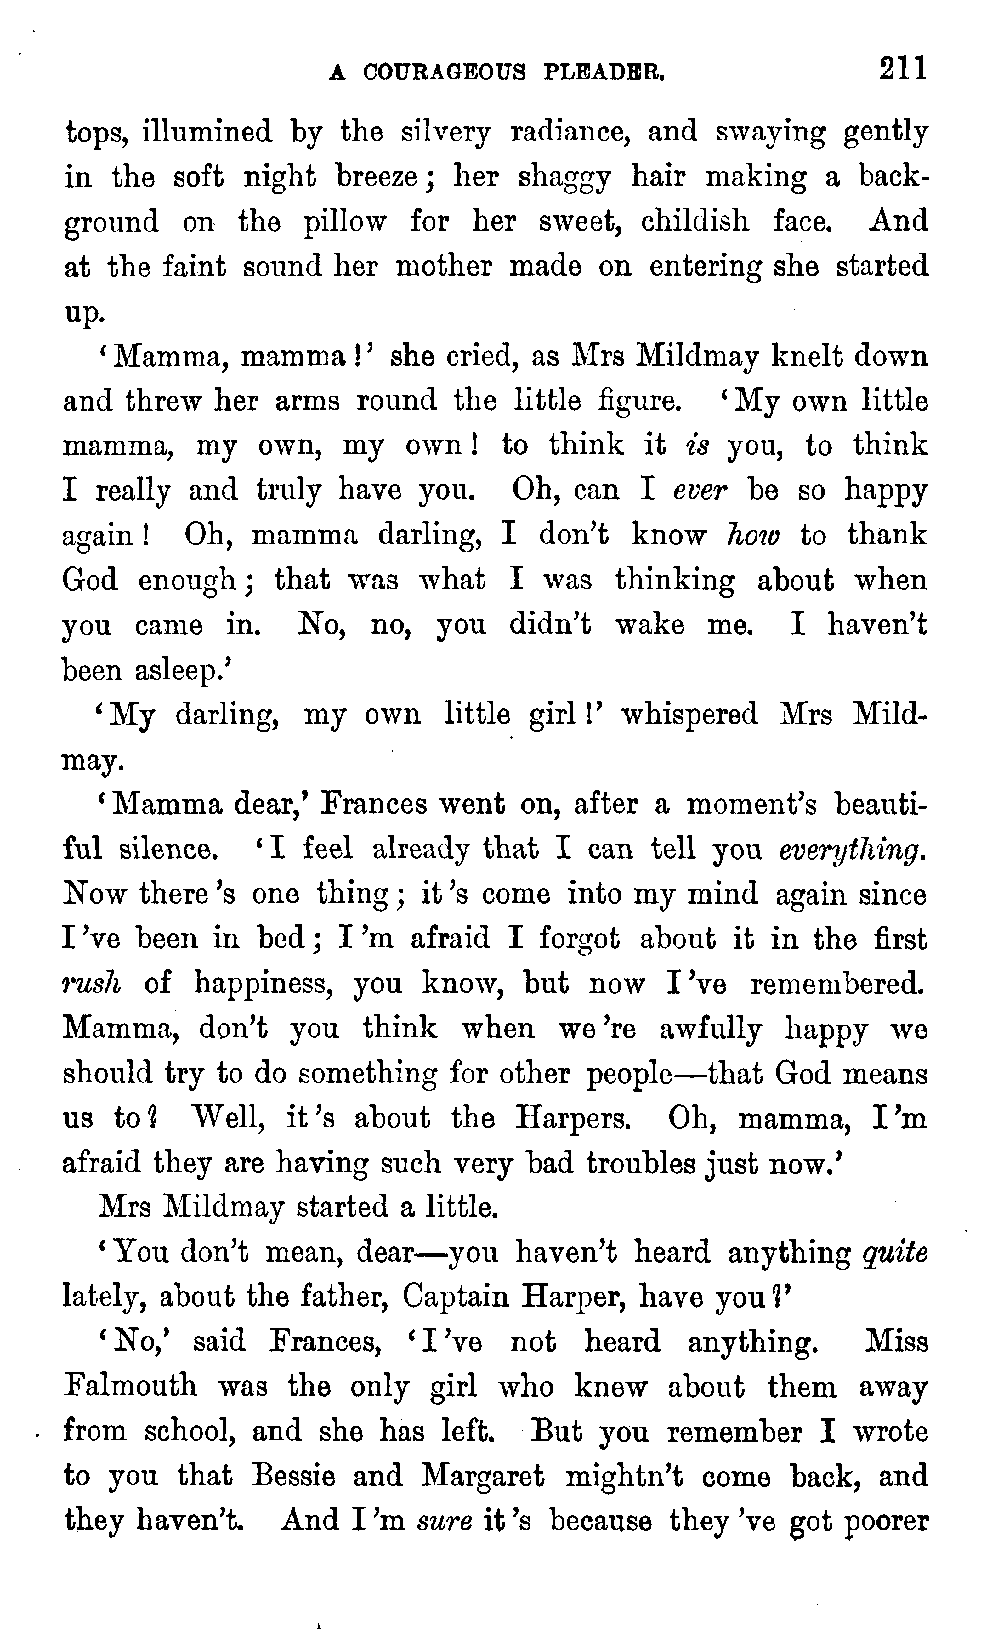 A COURAGEOUS PLEADER. 211
tops, illumined by the silvery radiance, and swaying gently
in the soft night breeze; her shaggy hair making a back-
ground on the pillow for her sweet, childish face. And
at the faint sound her mother made on entering she started
up.
'Mamma, mamma!' she cried, as Mrs Mildmay knelt down
and threw her arms round the little figure. 'My own little
mamma, my own, my own! to think it is you, to think
I really and truly have you. Oh, can I ever be so happy
again! Oh, mamma darling, I don't know how to thank
God enough; that was what I was thinking about when
you came in. No, no, you didn't wake me. I haven't
been asleep.'
'My darling, my own little girl!' whispered Mrs Mild-
may.
'Mamma dear,' Frances went on, after a moment's beauti-
ful silence. 'I feel already that I can tell you everything.
Now there's one thing; it's come into my mind again since
I've been in bed; I'm afraid I forgot about it in the first
rush of happiness, you know, but now I've remembered.
Mamma, don't you think when we're awfully happy we
should try to do something for other people—that God means
us to? Well, it's about the Harpers. Oh, mamma, I'm
afraid they are having such very bad troubles just now.'
Mrs Mildmay started a little.
'You don't mean, dear—you haven't heard anything quite
lately, about the father, Captain Harper, have you?'
'No,' said Frances, 'I've not heard anything. Miss
Falmouth was the only girl who knew about them away
from school, and she has left. But you remember I wrote
to you that Bessie and Margaret mightn't come back, and
they haven't. And I'm sure it's because they've got poorer